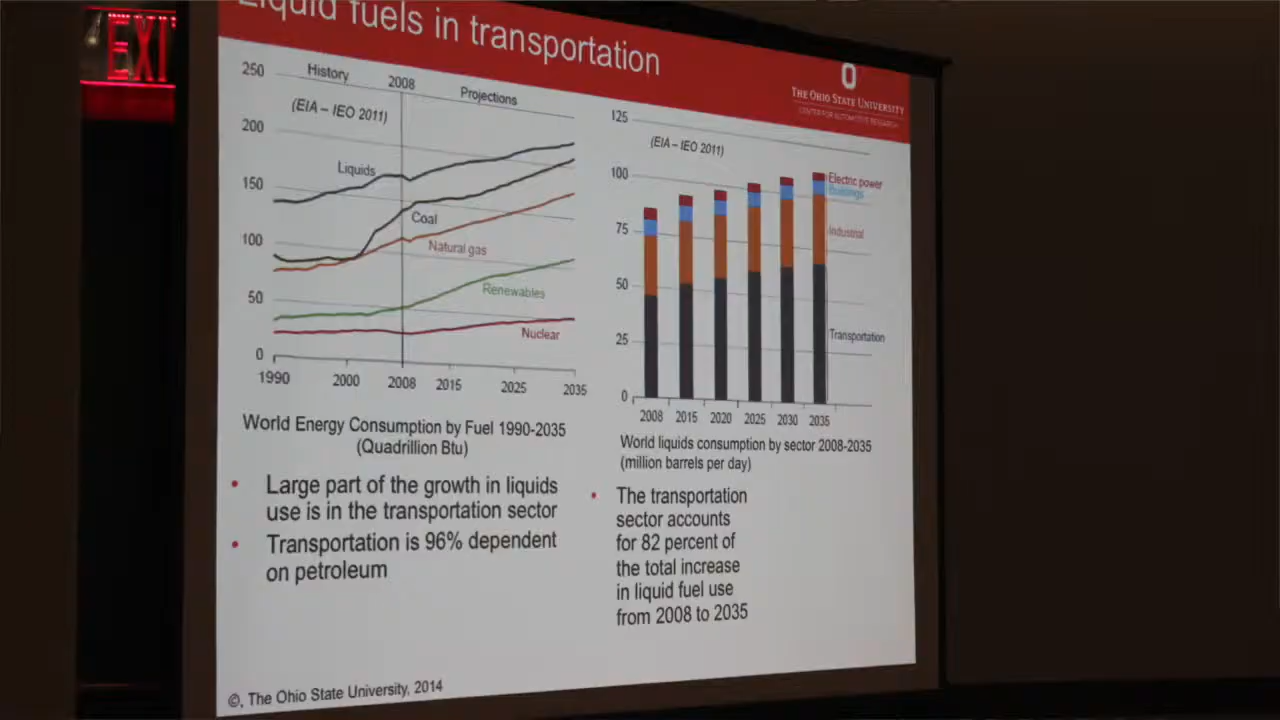 EXIT
Liquid fuels in transportation
O
THE OHIO STATE UNIVERSITY
CENTER FOR AUTOMOTIVE RESEARCH
History 2008 Projections
(EIA – IEO 2011)
250
200
150
100
50
0
Liquids
Coal
Natural gas
Renewables
Nuclear
1990 2000 2008 2015 2025 2035
World Energy Consumption by Fuel 1990-2035
(Quadrillion Btu)
• Large part of the growth in liquids
use is in the transportation sector
• Transportation is 96% dependent
on petroleum
125
100
75
50
25
0
(EIA – IEO 2011)
Electric power
Buildings
Industrial
Transportation
2008 2015 2020 2025 2030 2035
World liquids consumption by sector 2008-2035
(million barrels per day)
• The transportation
sector accounts
for 82 percent of
the total increase
in liquid fuel use
from 2008 to 2035
©, The Ohio State University, 2014